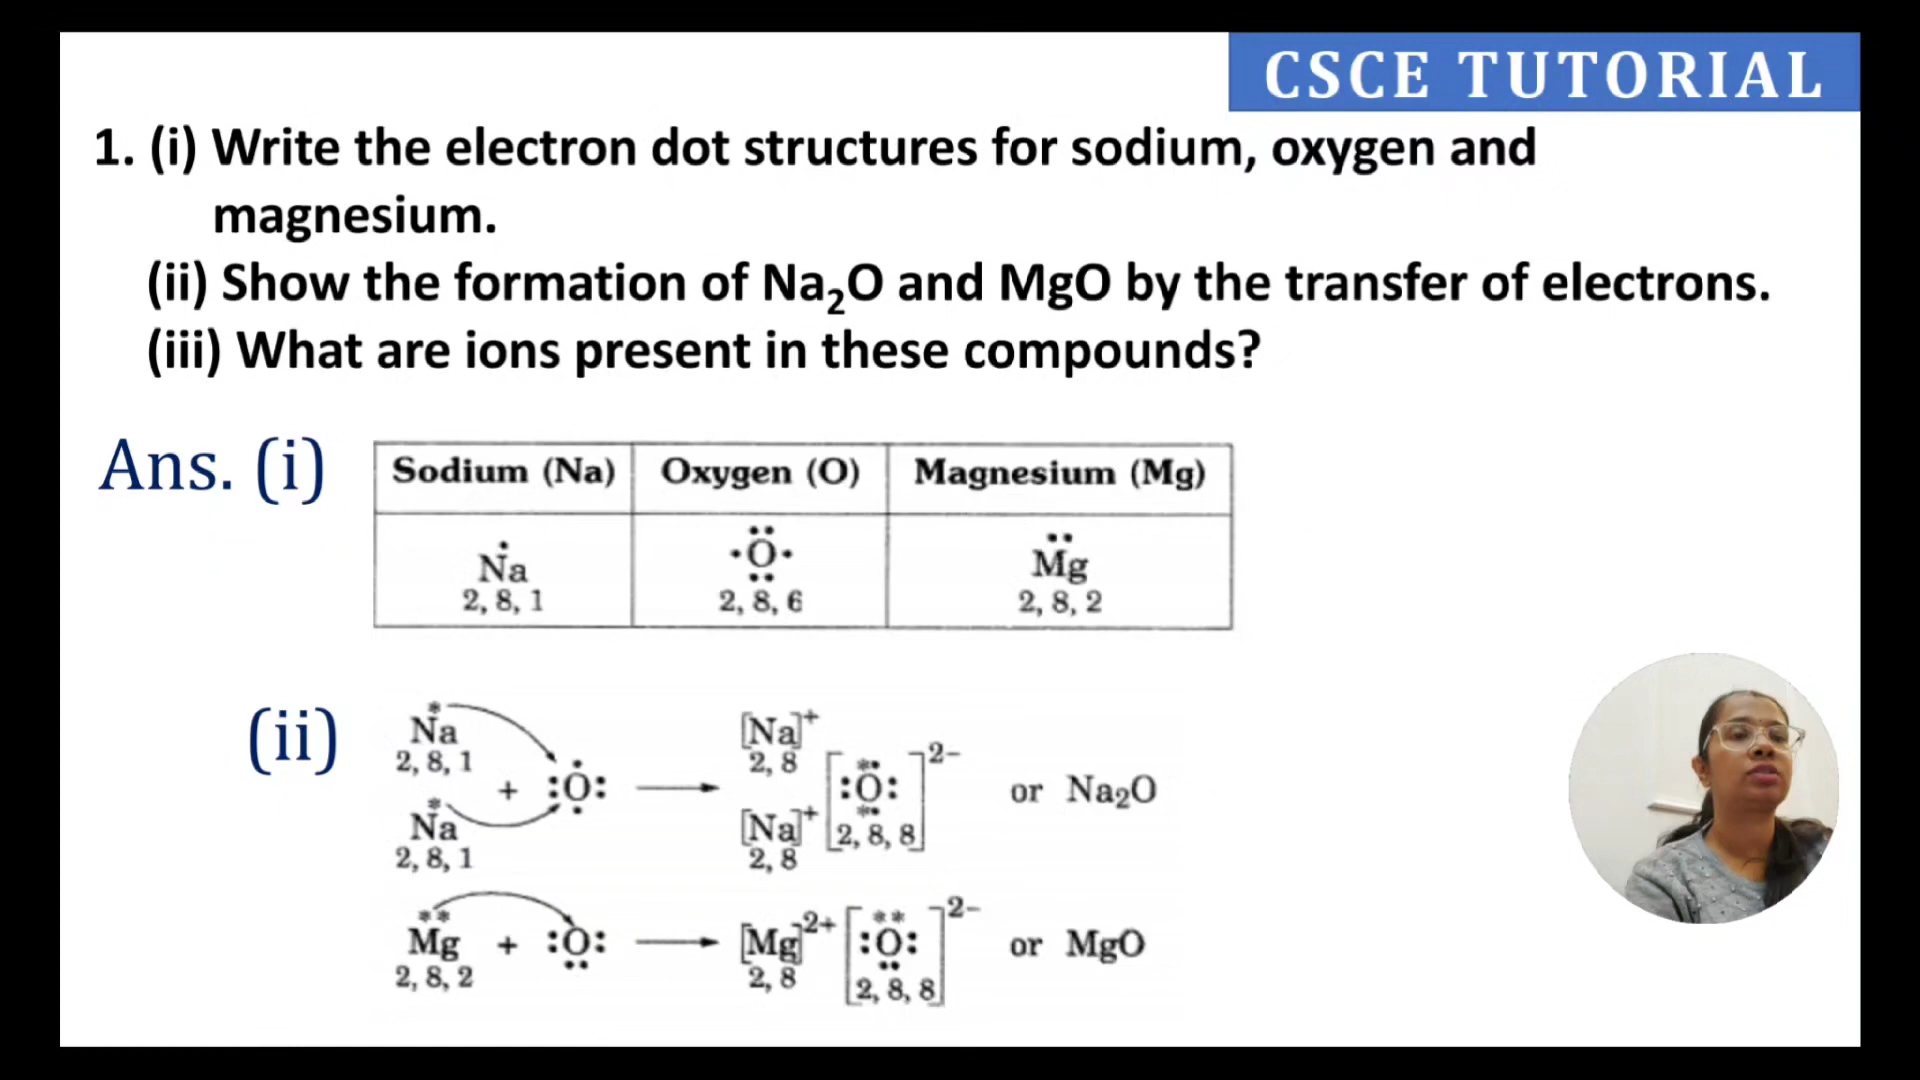 CSCE TUTORIAL
1. (i) Write the electron dot structures for sodium, oxygen and
magnesium.
(ii) Show the formation of Na₂O and MgO by the transfer of electrons.
(iii) What are ions present in these compounds?
Ans. (i)
Sodium (Na) Oxygen (O) Magnesium (Mg)
Na O Mg
2, 8, 1 2, 8, 6 2, 8, 2
(ii)
Na [Na]⁺
2, 8, 1 2, 8
+ :O: → [:O:]²⁻ or Na₂O
Na [Na]⁺ 2, 8, 8
2, 8, 1 2, 8
** **
Mg + :O: → [Mg]²⁺ [:O:]²⁻ or MgO
2, 8, 2 2, 8 2, 8, 8